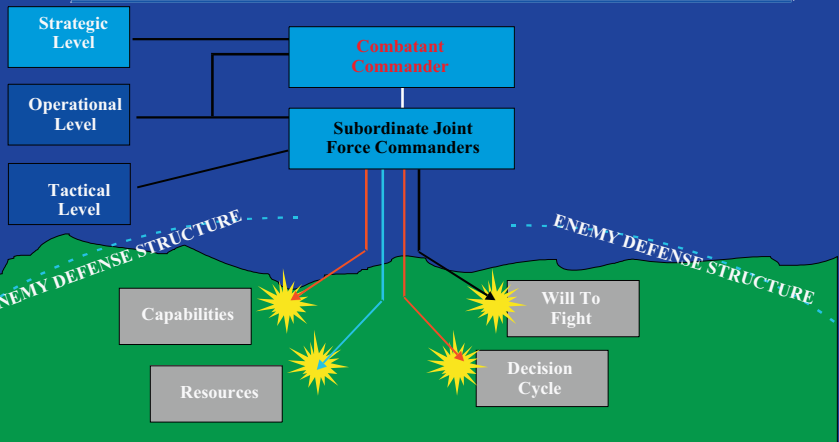 Strategic
Level
Combatant
Commander
Operational
Level
Subordinate Joint
Force Commanders
Tactical
Level
ENEMY DEFENSE STRUCTURE
ENEMY DEFENSE STRUCTURE
Capabilities
Will To
Fight
Resources
Decision
Cycle